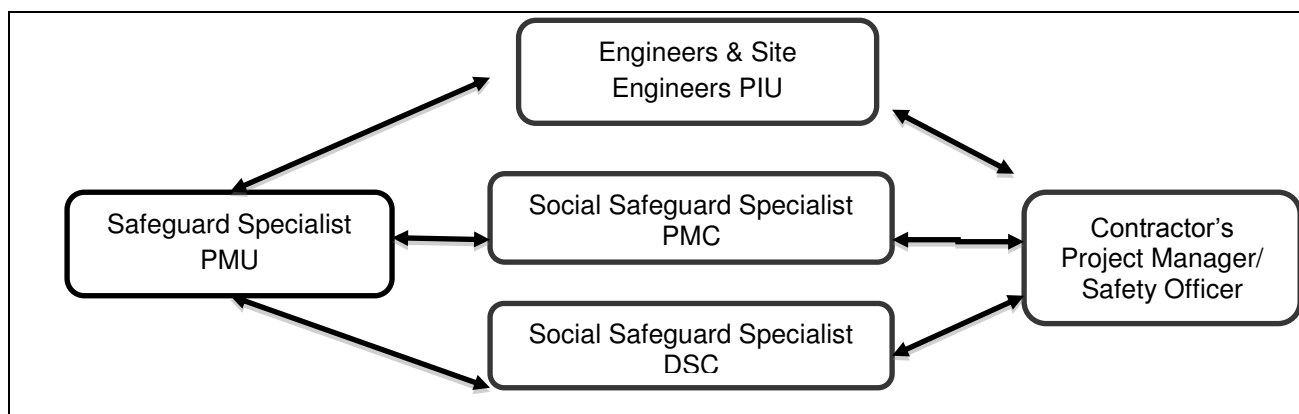 Engineers & Site
Engineers PIU
Safeguard Specialist
PMU
Social Safeguard Specialist
PMC
Contractor's
Project Manager/
Safety Officer
Social Safeguard Specialist
DSC